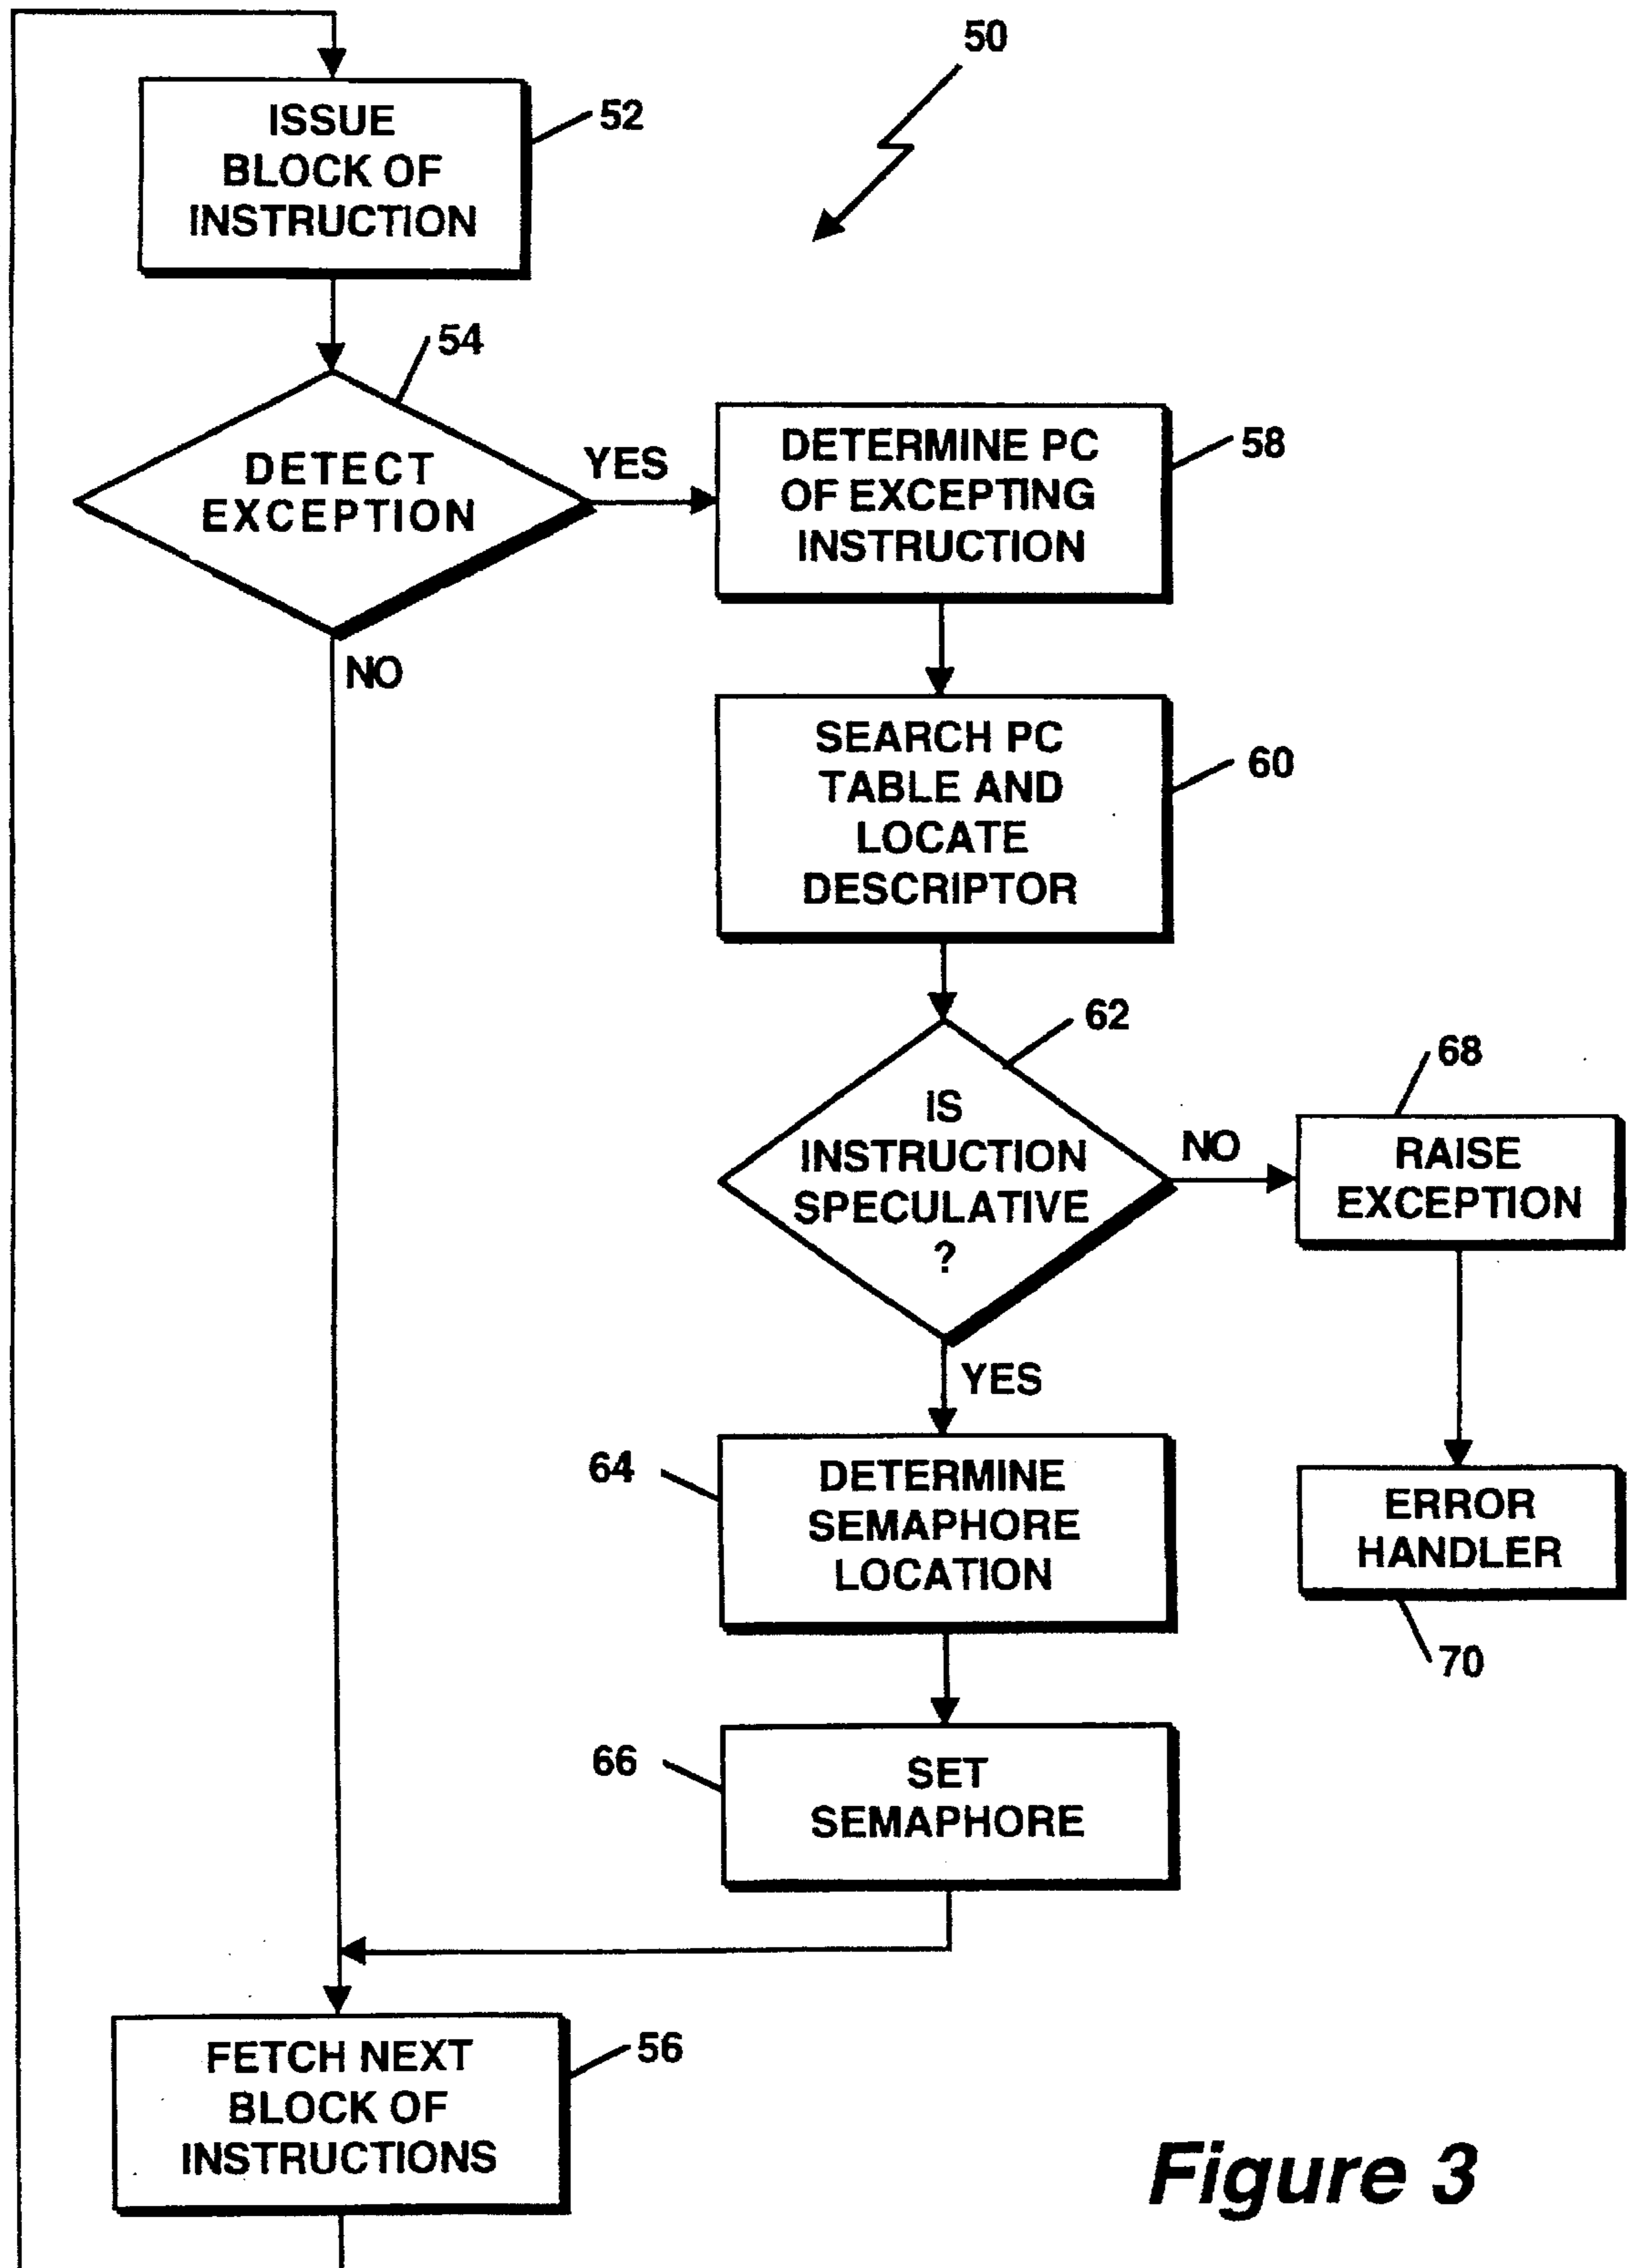 50
ISSUE
BLOCK OF
INSTRUCTION
52
54
DETECT
EXCEPTION
YES
NO
DETERMINE PC
OF EXCEPTING
INSTRUCTION
58
SEARCH PC
TABLE AND
LOCATE
DESCRIPTOR
60
62
IS
INSTRUCTION
SPECULATIVE
?
NO
YES
68
RAISE
EXCEPTION
ERROR
HANDLER
70
64
DETERMINE
SEMAPHORE
LOCATION
66
SET
SEMAPHORE
FETCH NEXT
BLOCK OF
INSTRUCTIONS
56
Figure 3